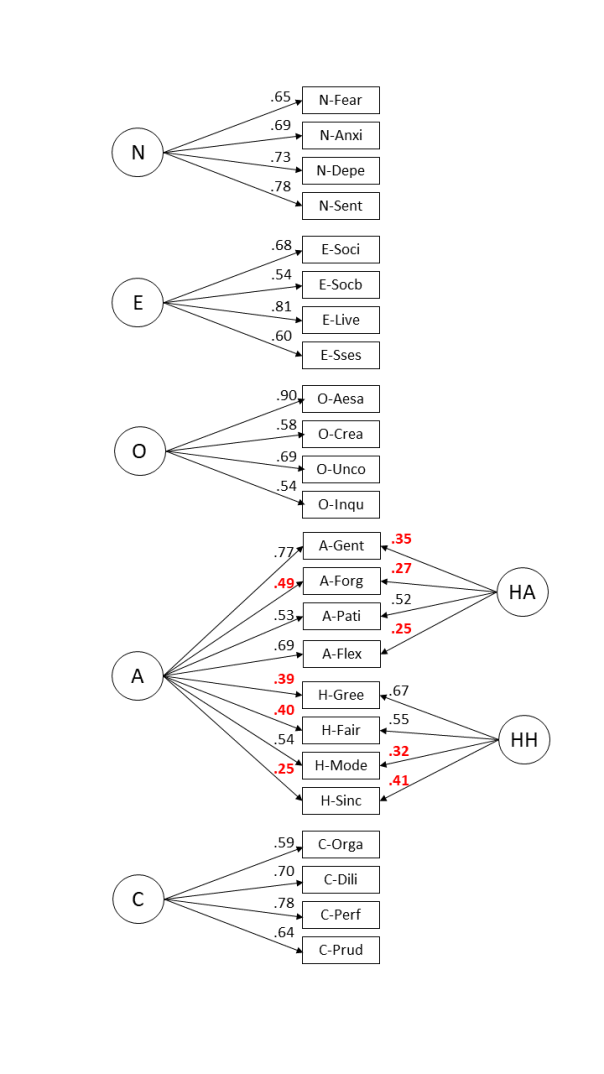 .65 N-Fear
.69 N-Anxi
N
.73 N-Depe
.78 N-Sent
.68 E-Soci
.54 E-Socb
E
.81 E-Live
.60 E-Sses
.90 O-Aesa
.58 O-Crea
O
.69 O-Unco
.54 O-Inqu
.77 A-Gent .35
.49 A-Forg .27
HA
.53 A-Pati .52
.69 A-Flex .25
A
.39 H-Gree .67
.40 H-Fair .55
HH
.54 H-Mode .32
.25 H-Sinc .41
.59 C-Orga
.70 C-Dili
C
.78 C-Perf
.64 C-Prud